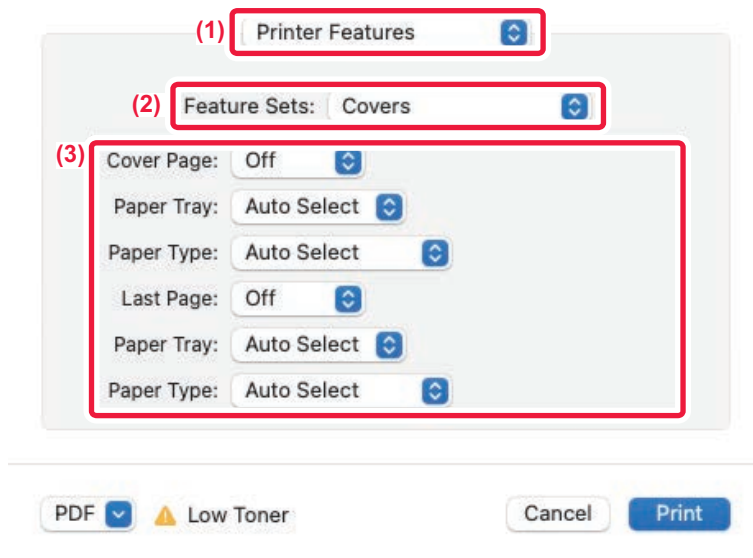 (1) Printer Features
(2) Feature Sets: Covers
(3) Cover Page: Off
Paper Tray: Auto Select
Paper Type: Auto Select
Last Page: Off
Paper Tray: Auto Select
Paper Type: Auto Select
PDF Low Toner Cancel Print